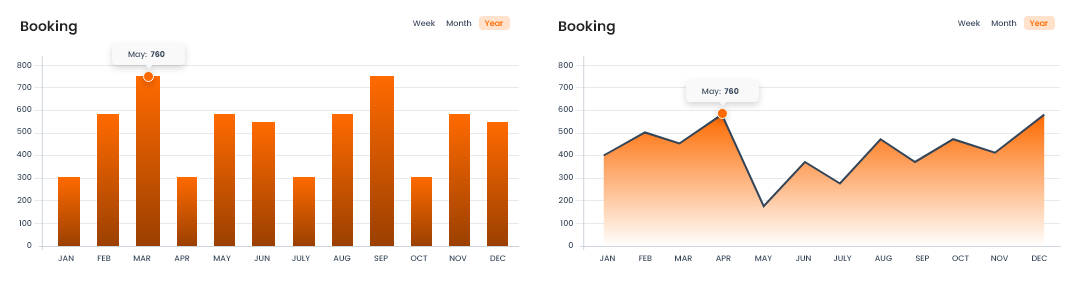 Booking
Week Month Year
May: 760
800
700
600
500
400
300
200
100
0
JAN FEB MAR APR MAY JUN JULY AUG SEP OCT NOV DEC
Booking
Week Month Year
May: 760
800
700
600
500
400
300
200
100
0
JAN FEB MAR APR MAY JUN JULY AUG SEP OCT NOV DEC